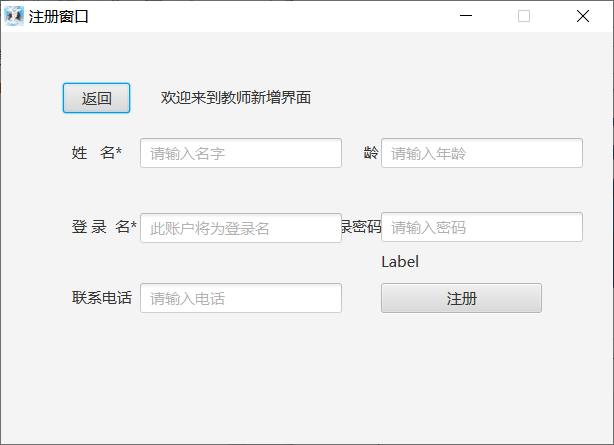 注册窗口
返回 欢迎来到教师新增界面
姓 名* 请输入名字 龄 请输入年龄
登 录 名* 此账户将为登录名 录密码 请输入密码
Label
联系电话 请输入电话 注册